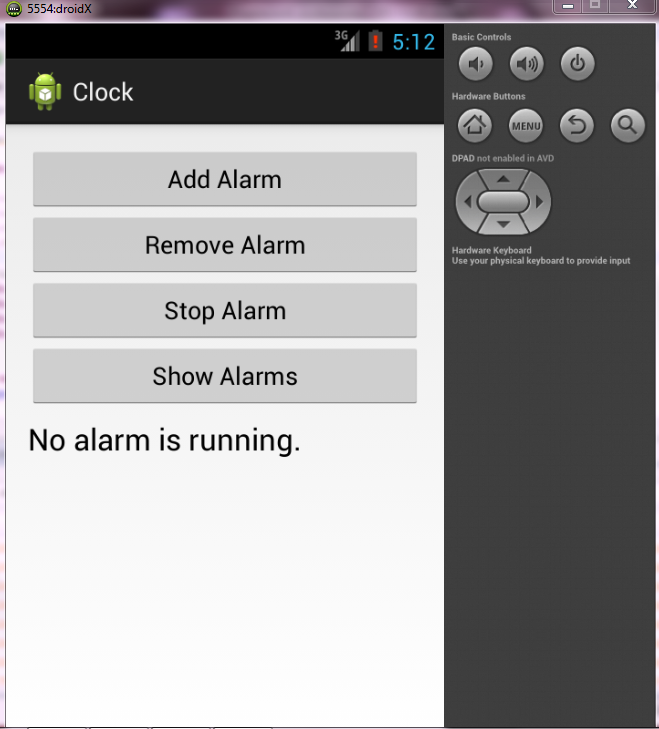 5554:droidX
3G 5:12
Clock
Add Alarm
Remove Alarm
Stop Alarm
Show Alarms
No alarm is running.
Basic Controls
Hardware Buttons
MENU
DPAD not enabled in AVD
Hardware Keyboard
Use your physical keyboard to provide input